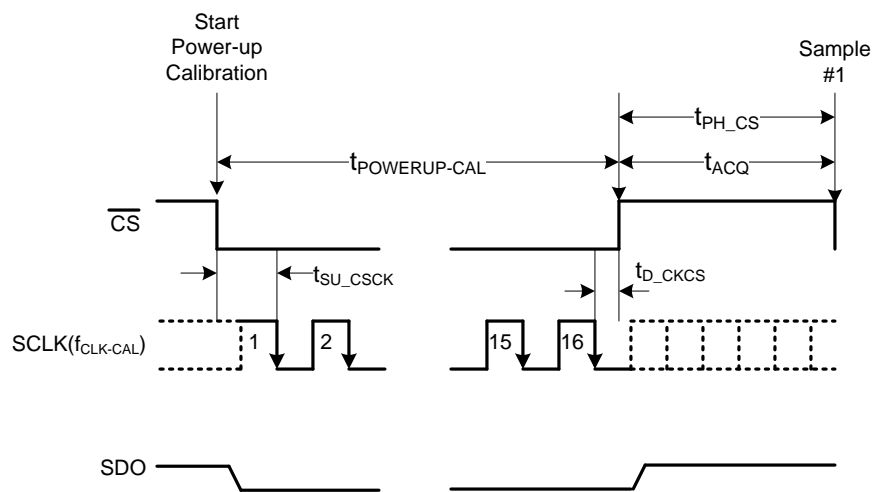 Start
Power-up
Calibration
Sample
#1
tPH_CS
tPOWERUP-CAL
tACQ
CS
tSU_CSCK
tD_CKCS
SCLK(fCLK-CAL)
1
2
15
16
SDO